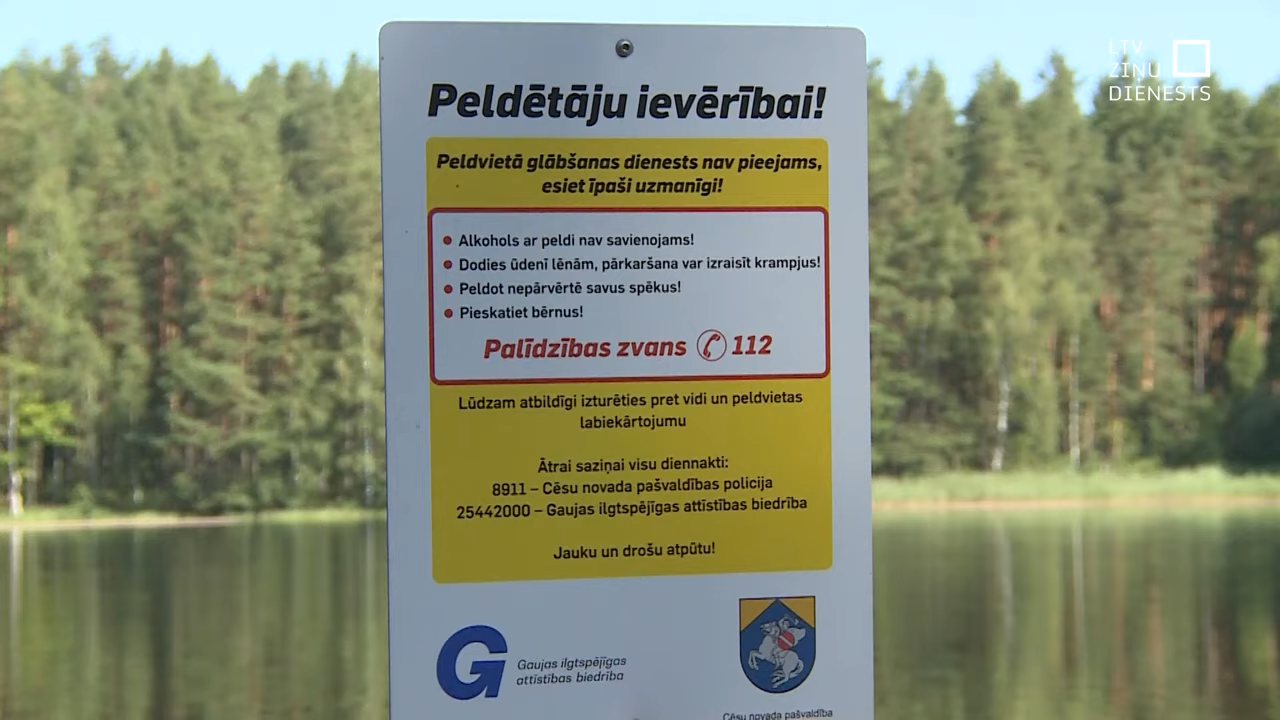 LTV
ZIŅU
DIENESTS
Peldētāju ievērībai!
Peldvietā glābšanas dienests nav pieejams,
esiet īpaši uzmanīgi!
Alkohols ar peldi nav savienojams!
Dodies ūdenī lēnām, pārkaršana var izraisīt krampjus!
Peldot nepārvērtē savus spēkus!
Pieskatiet bērnus!
Palīdzības zvans 112
Lūdzam atbildīgi izturēties pret vidi un peldvietas
labiekārtojumu
Ātrai saziņai visu diennakti:
8911 – Cēsu novada pašvaldības policija
25442000 – Gaujas ilgtspējīgas attīstības biedrība
Jauku un drošu atpūtu!
G
Gaujas ilgtspējīgas
attīstības biedrība
Cēsu novada pašvaldība